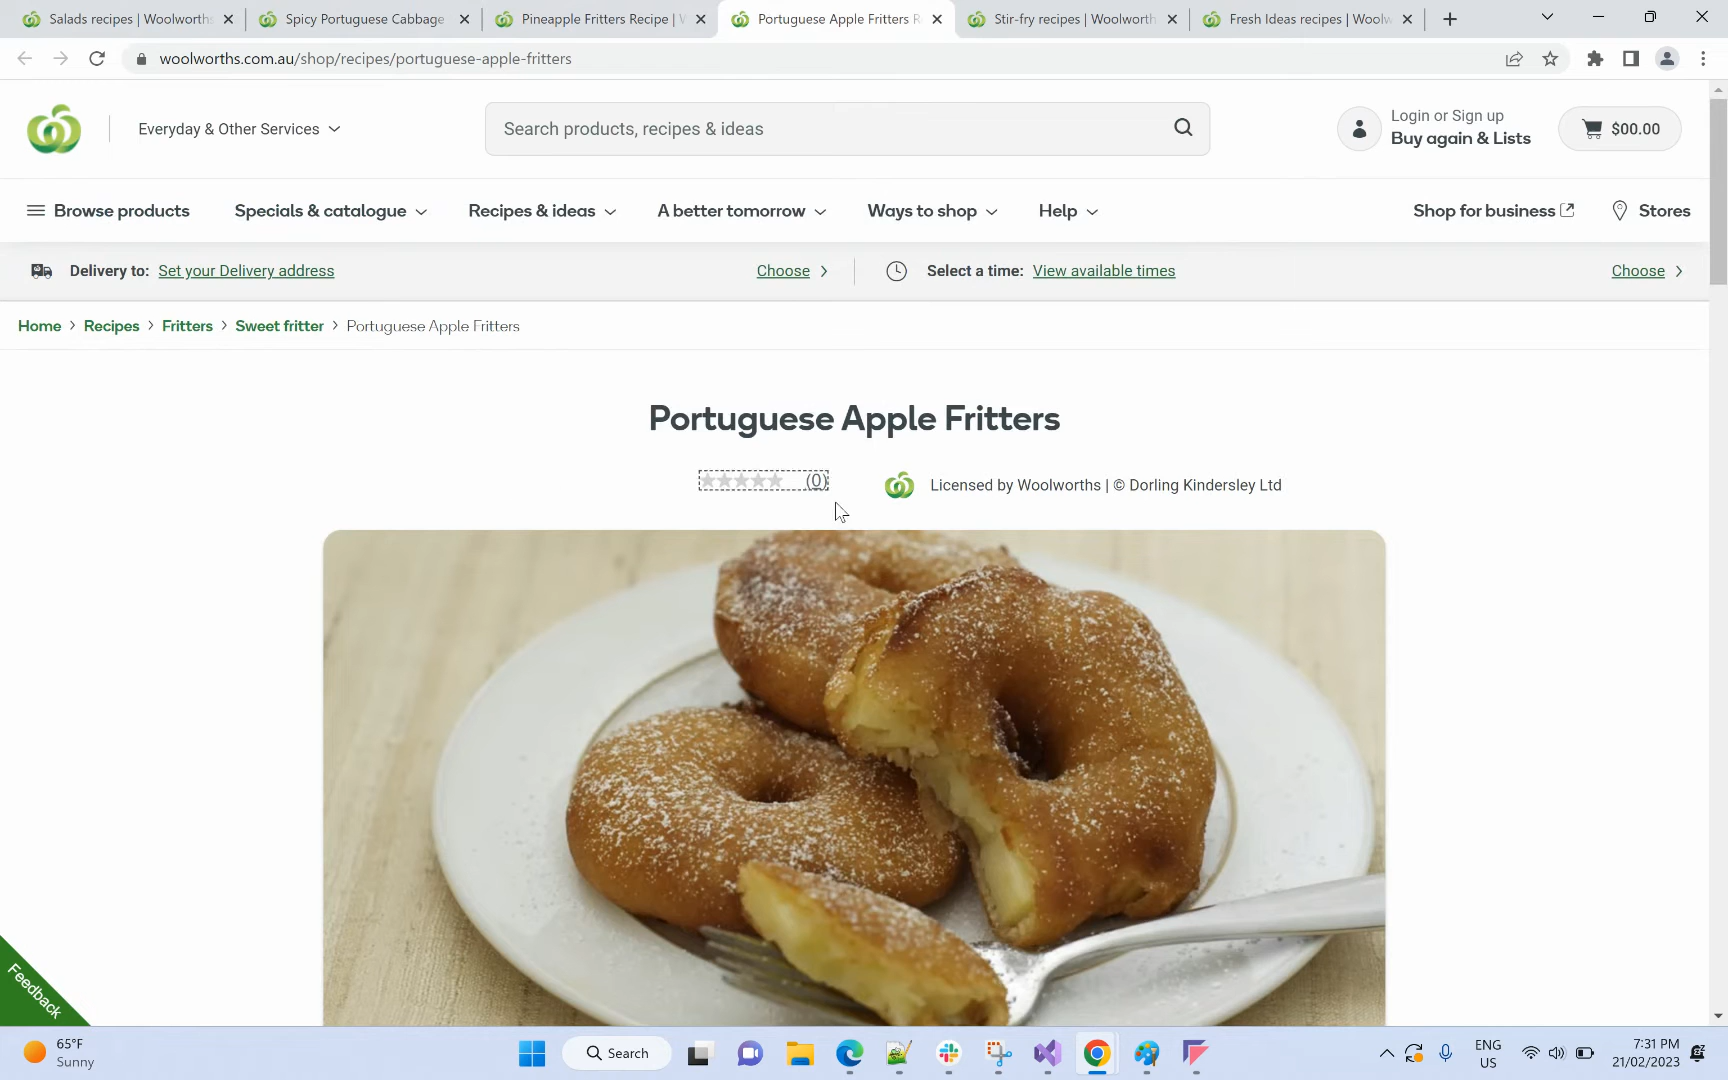 Salads recipes | Woolworths
Spicy Portuguese Cabbage
Pineapple Fritters Recipe | W
Portuguese Apple Fritters R
Stir-fry recipes | Woolworth
Fresh Ideas recipes | Woolw
woolworths.com.au/shop/recipes/portuguese-apple-fritters
Everyday & Other Services
Search products, recipes & ideas
Login or Sign up
Buy again & Lists
$00.00
Browse products
Specials & catalogue
Recipes & ideas
A better tomorrow
Ways to shop
Help
Shop for business
Stores
Delivery to: Set your Delivery address
Choose
Select a time: View available times
Choose
Home > Recipes > Fritters > Sweet fritter > Portuguese Apple Fritters
Portuguese Apple Fritters
(0)
Licensed by Woolworths | © Dorling Kindersley Ltd
Feedback
65°F
Sunny
Search
ENG
US
7:31 PM
21/02/2023